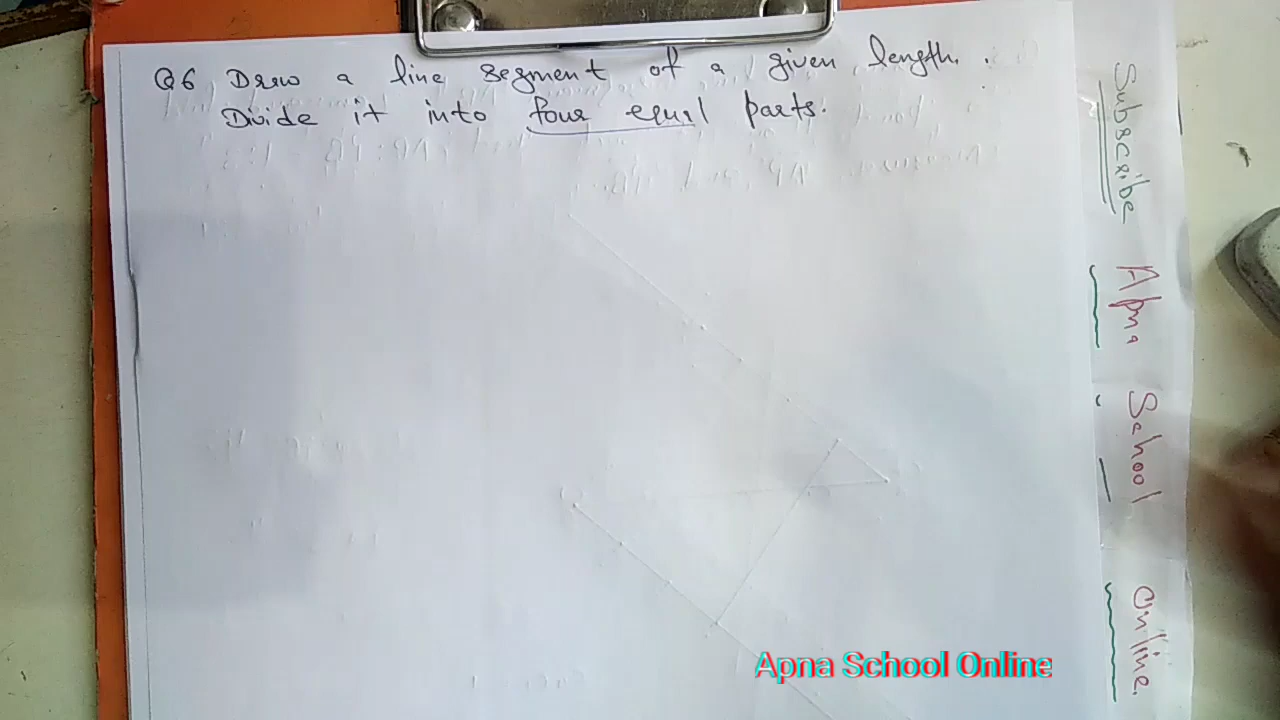 Q6 Draw a line segment of a given length.
Divide it into four equal parts.
Subscribe Apna School Online.
Apna School Online